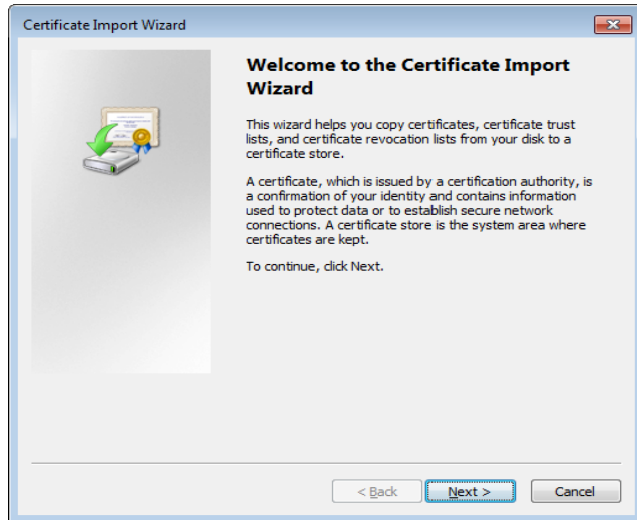 Certificate Import Wizard
Welcome to the Certificate Import
Wizard
This wizard helps you copy certificates, certificate trust
lists, and certificate revocation lists from your disk to a
certificate store.
A certificate, which is issued by a certification authority, is
a confirmation of your identity and contains information
used to protect data or to establish secure network
connections. A certificate store is the system area where
certificates are kept.
To continue, click Next.
< Back Next > Cancel